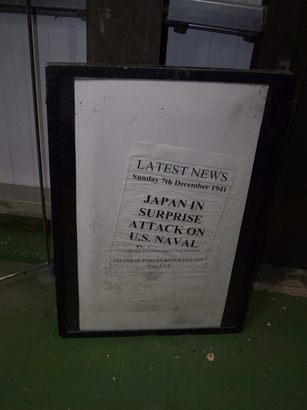 LATEST NEWS
Sunday 7th December 1941
JAPAN IN
SURPRISE
ATTACK ON
U.S. NAVAL
JAPANESE FORCES REPORTED OFF
MALAYA